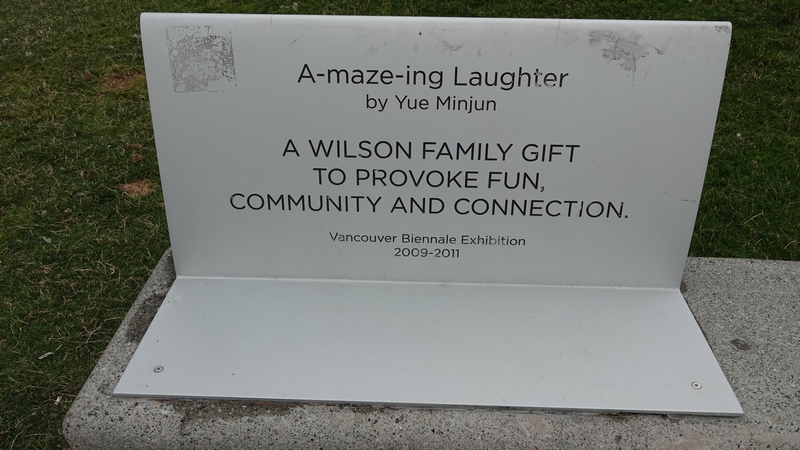 A-maze-ing Laughter
by Yue Minjun
A WILSON FAMILY GIFT
TO PROVOKE FUN,
COMMUNITY AND CONNECTION.
Vancouver Biennale Exhibition
2009-2011